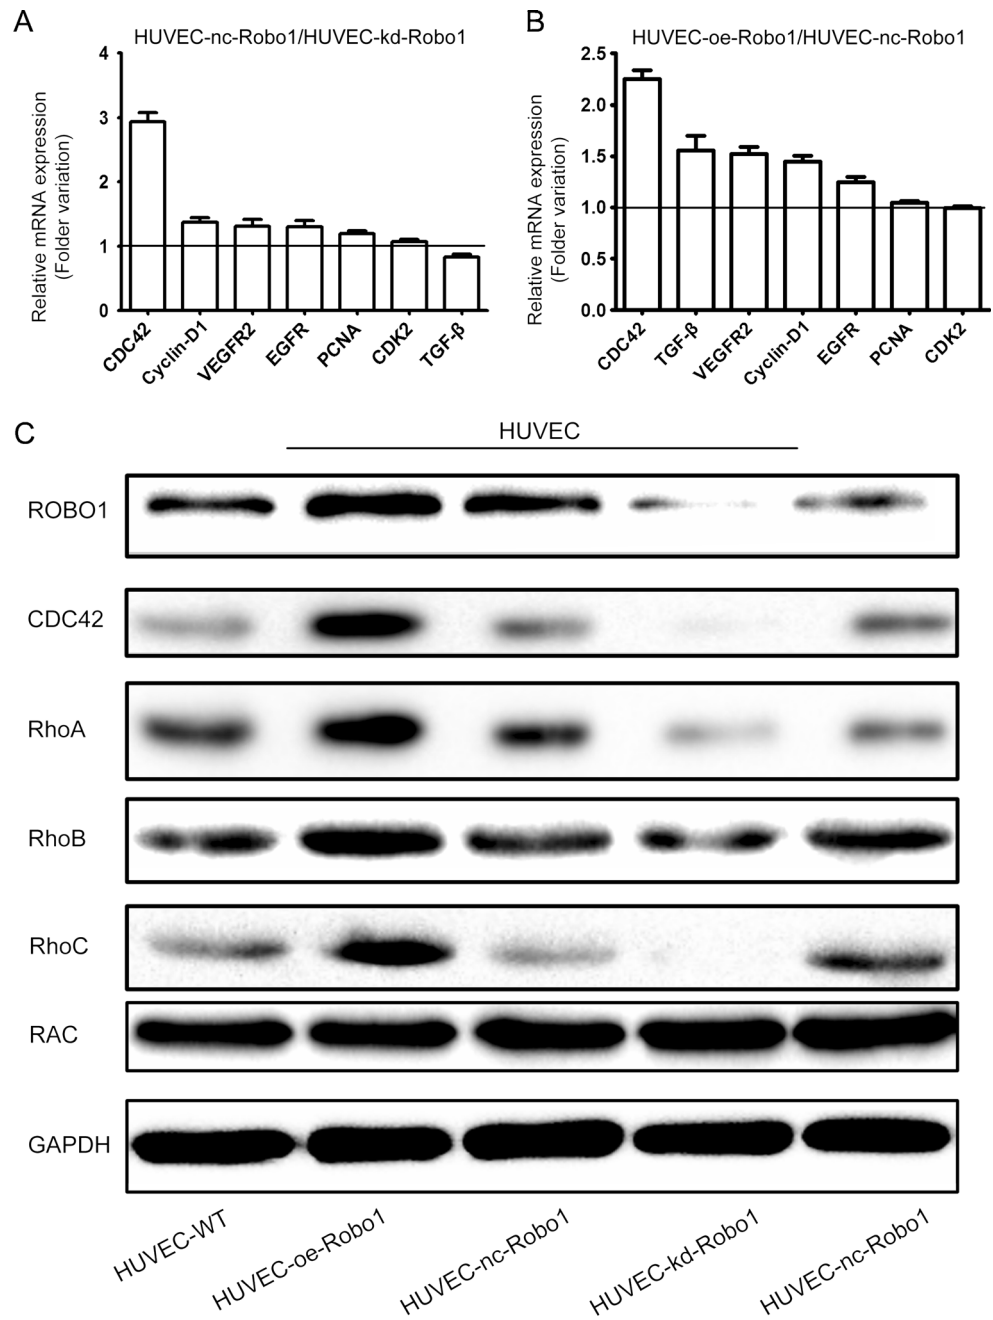 A
HUVEC-nc-Robo1/HUVEC-kd-Robo1
Relative mRNA expression
(Folder variation)
4
3
2
1
0
CDC42
Cyclin-D1
VEGFR2
EGFR
PCNA
CDK2
TGF-β
B
HUVEC-oe-Robo1/HUVEC-nc-Robo1
Relative mRNA expression
(Folder variation)
2.5
2.0
1.5
1.0
0.5
0.0
CDC42
TGF-β
VEGFR2
Cyclin-D1
EGFR
PCNA
CDK2
C
HUVEC
ROBO1
CDC42
RhoA
RhoB
RhoC
RAC
GAPDH
HUVEC-WT
HUVEC-oe-Robo1
HUVEC-nc-Robo1
HUVEC-kd-Robo1
HUVEC-nc-Robo1